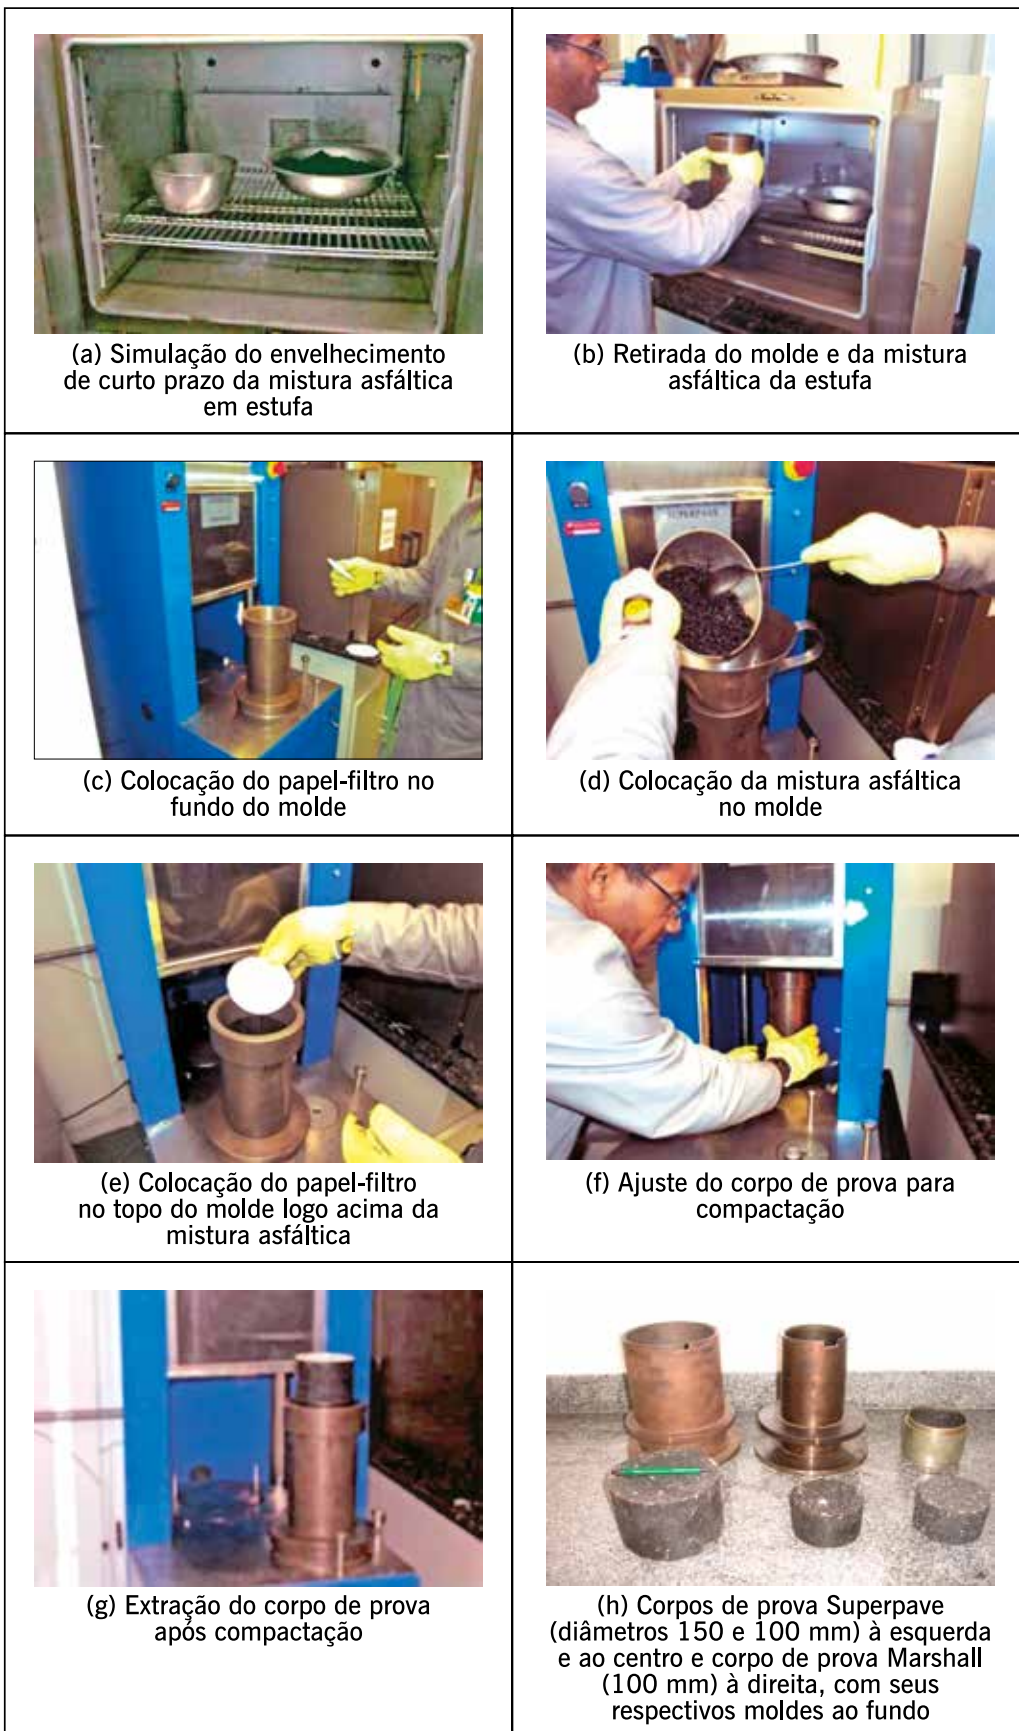 (a) Simulação do envelhecimento
de curto prazo da mistura asfáltica
em estufa
(b) Retirada do molde e da mistura
asfáltica da estufa
(c) Colocação do papel-filtro no
fundo do molde
SUPERPAVE
(d) Colocação da mistura asfáltica
no molde
(e) Colocação do papel-filtro
no topo do molde logo acima da
mistura asfáltica
(f) Ajuste do corpo de prova para
compactação
(g) Extração do corpo de prova
após compactação
(h) Corpos de prova Superpave
(diâmetros 150 e 100 mm) à esquerda
e ao centro e corpo de prova Marshall
(100 mm) à direita, com seus
respectivos moldes ao fundo